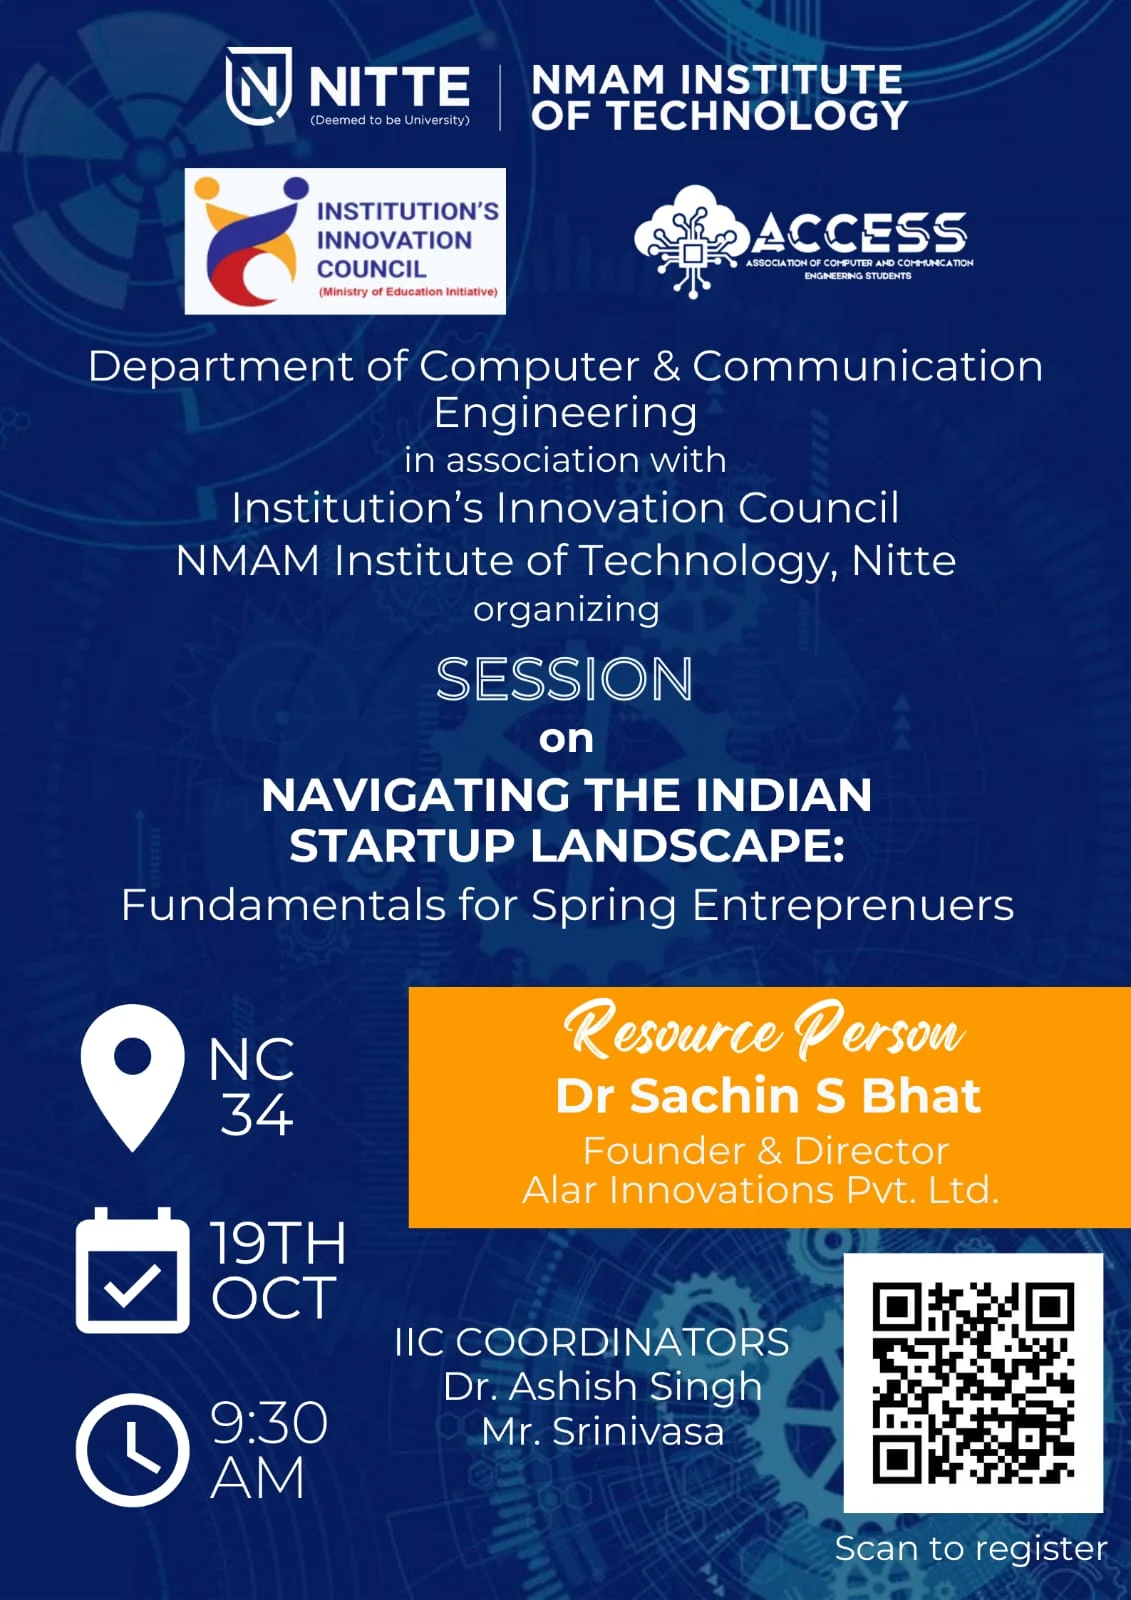 NITTE
(Deemed to be University)
NMAM INSTITUTE
OF TECHNOLOGY
INSTITUTION'S
INNOVATION
COUNCIL
(Ministry of Education Initiative)
ACCESS
ASSOCIATION OF COMPUTER AND COMMUNICATION
ENGINEERING STUDENTS
Department of Computer & Communication
Engineering
in association with
Institution's Innovation Council
NMAM Institute of Technology, Nitte
organizing
SESSION
on
NAVIGATING THE INDIAN
STARTUP LANDSCAPE:
Fundamentals for Spring Entreprenuers
NC
34
19TH
OCT
9:30
AM
Resource Person
Dr Sachin S Bhat
Founder & Director
Alar Innovations Pvt. Ltd.
IIC COORDINATORS
Dr. Ashish Singh
Mr. Srinivasa
Scan to register